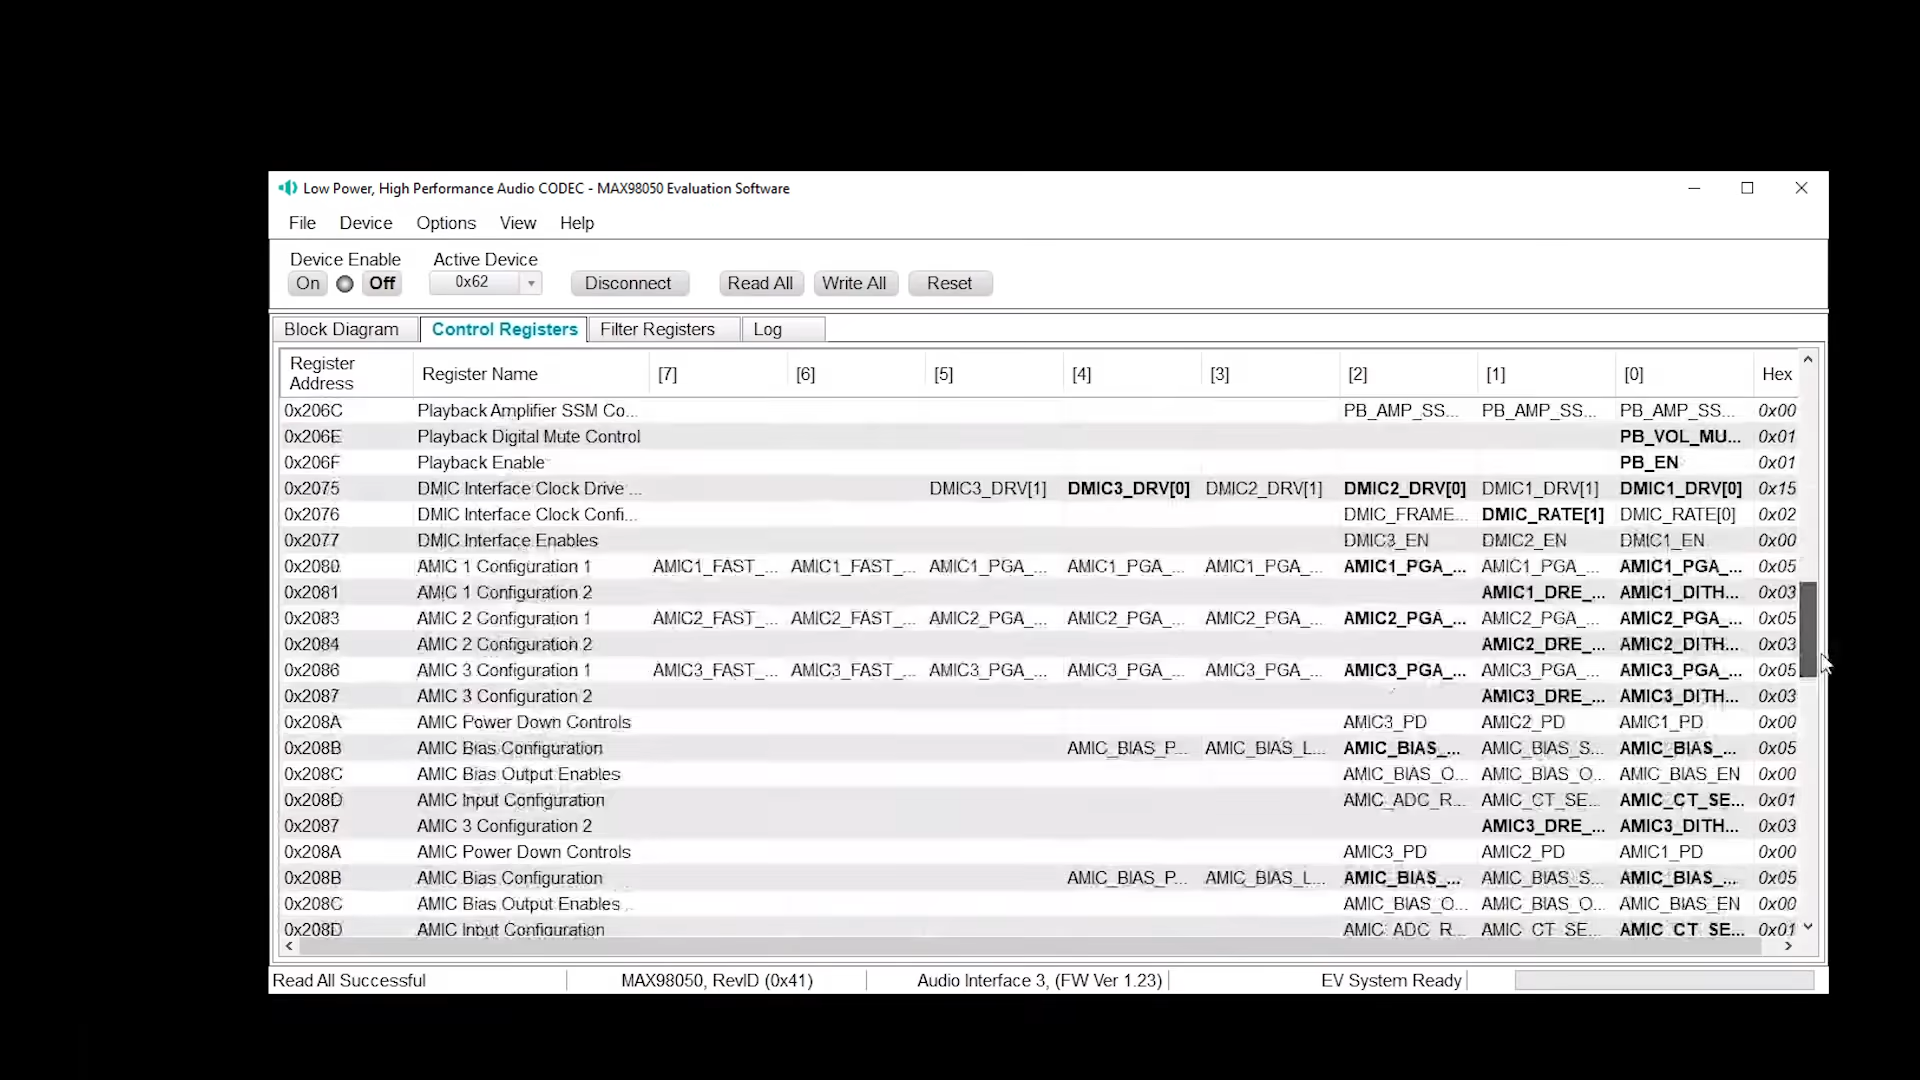 Low Power, High Performance Audio CODEC - MAX98050 Evaluation Software
File Device Options View Help
Device Enable Active Device
On Off 0x62 Disconnect Read All Write All Reset
Block Diagram Control Registers Filter Registers Log
Register Address Register Name [7] [6] [5] [4] [3] [2] [1] [0] Hex
0x206C Playback Amplifier SSM Co... PB_AMP_SS... PB_AMP_SS... PB_AMP_SS... 0x00
0x206E Playback Digital Mute Control PB_VOL_MU... 0x01
0x206F Playback Enable PB_EN 0x01
0x2075 DMIC Interface Clock Drive ... DMIC3_DRV[1] DMIC3_DRV[0] DMIC2_DRV[1] DMIC2_DRV[0] DMIC1_DRV[1] DMIC1_DRV[0] 0x15
0x2076 DMIC Interface Clock Confi... DMIC_FRAME... DMIC_RATE[1] DMIC_RATE[0] 0x02
0x2077 DMIC Interface Enables DMIC3_EN DMIC2_EN DMIC1_EN 0x00
0x2080 AMIC 1 Configuration 1 AMIC1_FAST_... AMIC1_FAST_... AMIC1_PGA_... AMIC1_PGA_... AMIC1_PGA_... AMIC1_PGA_... AMIC1_PGA_... AMIC1_PGA_... 0x05
0x2081 AMIC 1 Configuration 2 AMIC1_DRE_... AMIC1_DITH... 0x03
0x2083 AMIC 2 Configuration 1 AMIC2_FAST_... AMIC2_FAST_... AMIC2_PGA_... AMIC2_PGA_... AMIC2_PGA_... AMIC2_PGA_... AMIC2_PGA_... AMIC2_PGA_... 0x05
0x2084 AMIC 2 Configuration 2 AMIC2_DRE_... AMIC2_DITH... 0x03
0x2086 AMIC 3 Configuration 1 AMIC3_FAST_... AMIC3_FAST_... AMIC3_PGA_... AMIC3_PGA_... AMIC3_PGA_... AMIC3_PGA_... AMIC3_PGA_... AMIC3_PGA_... 0x05
0x2087 AMIC 3 Configuration 2 AMIC3_DRE_... AMIC3_DITH... 0x03
0x208A AMIC Power Down Controls AMIC3_PD AMIC2_PD AMIC1_PD 0x00
0x208B AMIC Bias Configuration AMIC_BIAS_P... AMIC_BIAS_L... AMIC_BIAS_... AMIC_BIAS_S... AMIC_BIAS_... 0x05
0x208C AMIC Bias Output Enables AMIC_BIAS_O... AMIC_BIAS_O... AMIC_BIAS_EN 0x00
0x208D AMIC Input Configuration AMIC_ADC_R... AMIC_CT_SE... AMIC_CT_SE... 0x01
0x2087 AMIC 3 Configuration 2 AMIC3_DRE_... AMIC3_DITH... 0x03
0x208A AMIC Power Down Controls AMIC3_PD AMIC2_PD AMIC1_PD 0x00
0x208B AMIC Bias Configuration AMIC_BIAS_P... AMIC_BIAS_L... AMIC_BIAS_... AMIC_BIAS_S... AMIC_BIAS_... 0x05
0x208C AMIC Bias Output Enables AMIC_BIAS_O... AMIC_BIAS_O... AMIC_BIAS_EN 0x00
0x208D AMIC Input Configuration AMIC_ADC_R... AMIC_CT_SE... AMIC_CT_SE... 0x01
Read All Successful MAX98050, RevID (0x41) Audio Interface 3, (FW Ver 1.23) EV System Ready